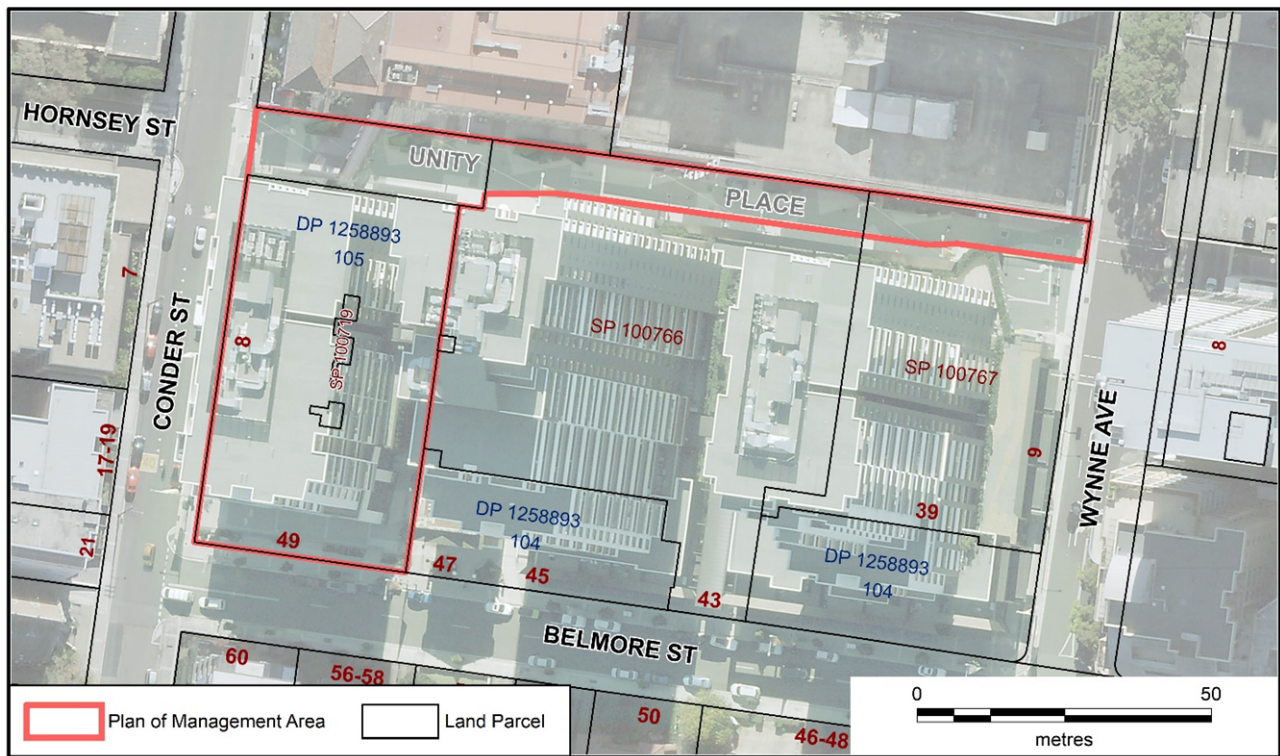 HORNSEY ST
UNITY
PLACE
DP 1258893
105
7
CONDER ST
8
SP 100719
SP 100766
SP 100767
8
9
WYNNE AVE
17-19
21
49
DP 1258893
104
47
45
43
39
DP 1258893
104
BELMORE ST
60
56-58
50
46-48
Plan of Management Area
Land Parcel
0
50
metres